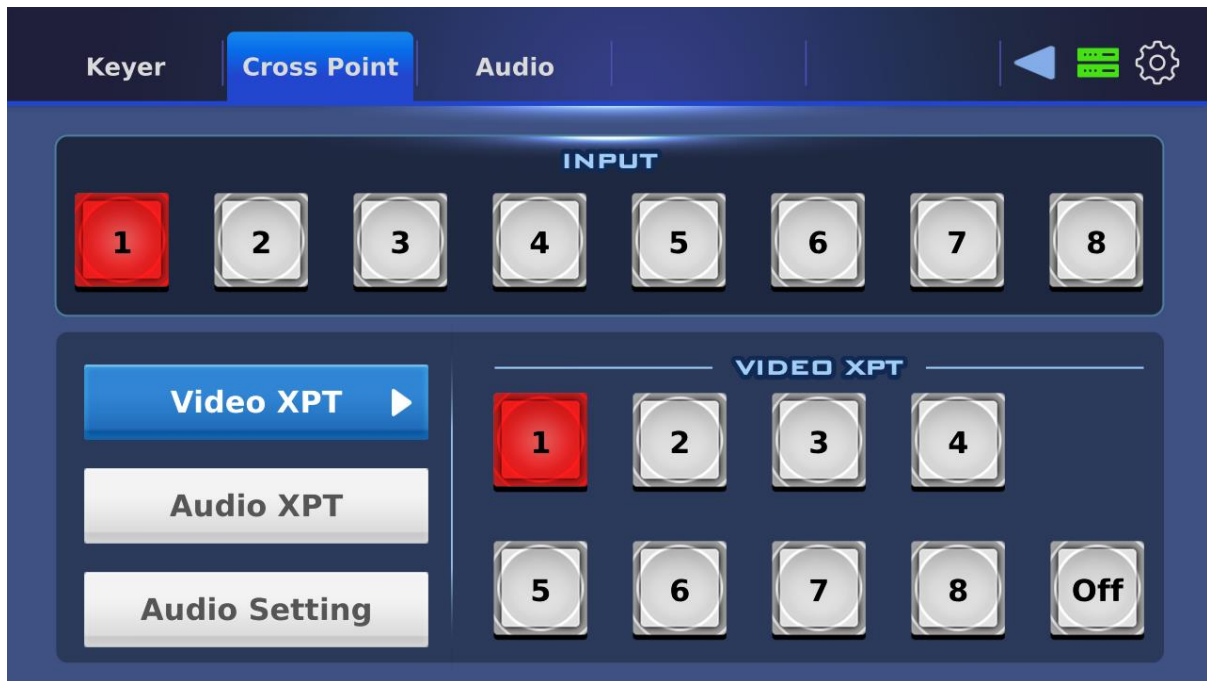 Keyer Cross Point Audio
INPUT
1 2 3 4 5 6 7 8
Video XPT
Audio XPT
Audio Setting
VIDEO XPT
1 2 3 4
5 6 7 8 Off